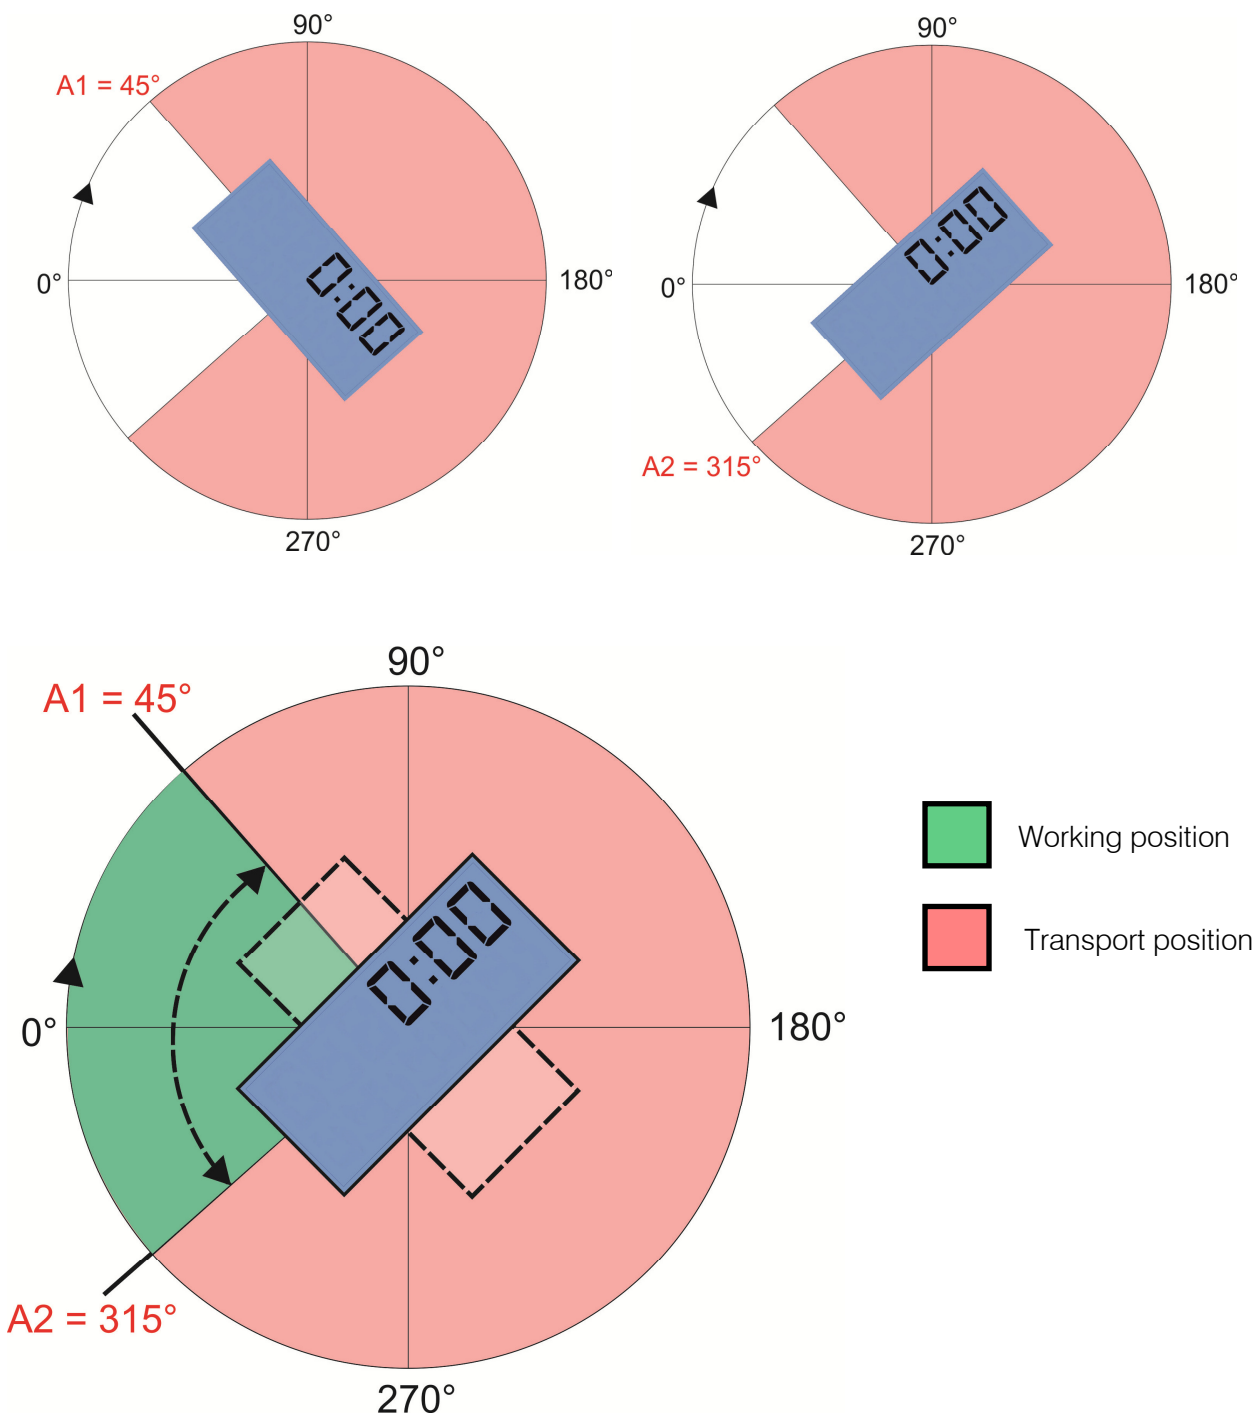 90°
A1 = 45°
0°
180°
0:00
270°
90°
0:00
0°
180°
A2 = 315°
270°
90°
A1 = 45°
0:00
0°
180°
A2 = 315°
270°
Working position
Transport position